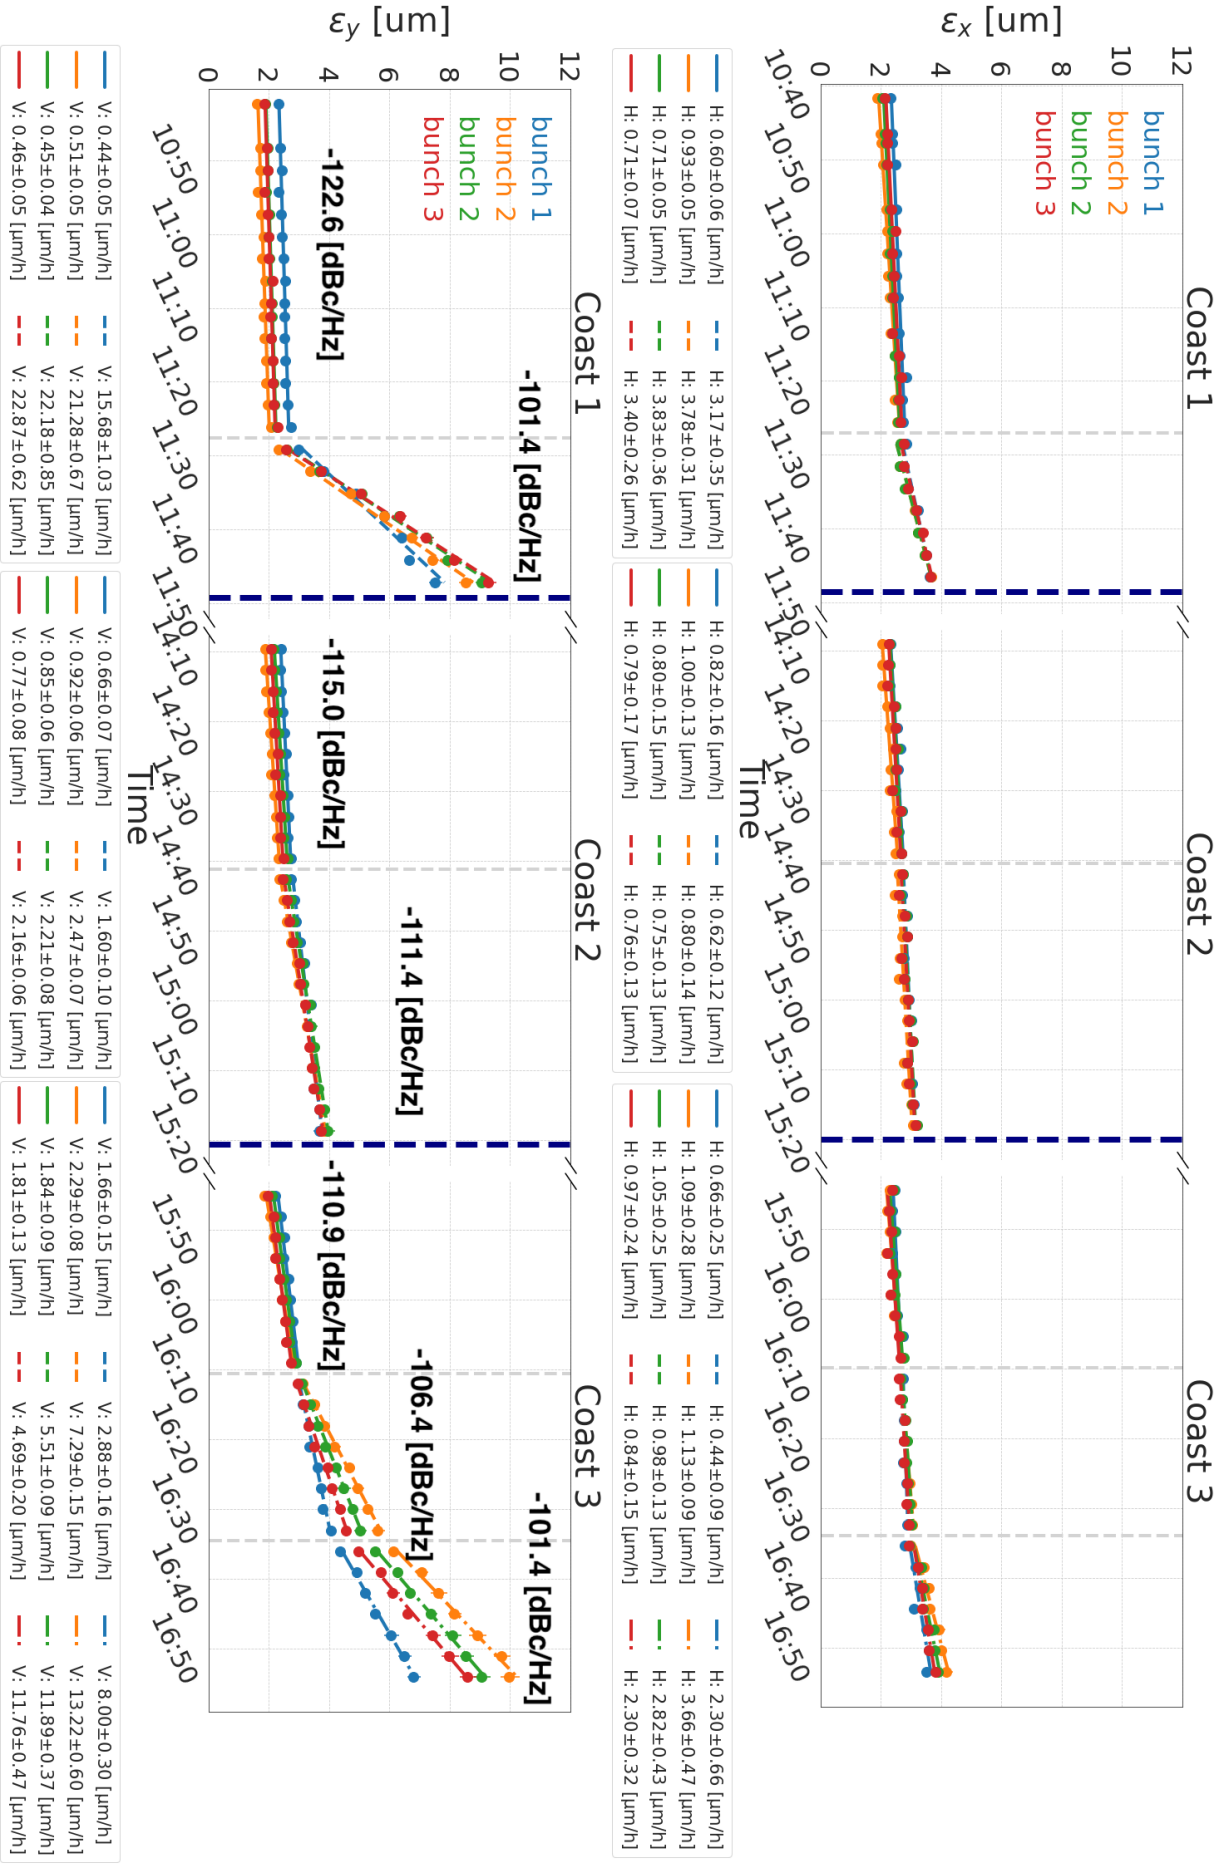 Coast 1
Coast 2
Coast 3
εx [um]
12
10
8
6
4
2
0
bunch 1
bunch 2
bunch 2
bunch 3
10:40
10:50
11:00
11:10
11:20
11:30
11:40
11:50
14:10
14:20
14:30
14:40
14:50
15:00
15:10
15:20
15:50
16:00
16:10
16:20
16:30
16:40
16:50
Time
H: 0.60±0.06 [μm/h] H: 3.17±0.35 [μm/h]
H: 0.93±0.05 [μm/h] H: 3.78±0.31 [μm/h]
H: 0.71±0.05 [μm/h] H: 3.83±0.36 [μm/h]
H: 0.71±0.07 [μm/h] H: 3.40±0.26 [μm/h]
H: 0.82±0.16 [μm/h] H: 0.62±0.12 [μm/h]
H: 1.00±0.13 [μm/h] H: 0.80±0.14 [μm/h]
H: 0.80±0.15 [μm/h] H: 0.75±0.13 [μm/h]
H: 0.79±0.17 [μm/h] H: 0.76±0.13 [μm/h]
H: 0.66±0.25 [μm/h] H: 0.44±0.09 [μm/h] H: 2.30±0.66 [μm/h]
H: 1.09±0.28 [μm/h] H: 1.13±0.09 [μm/h] H: 3.66±0.47 [μm/h]
H: 1.05±0.25 [μm/h] H: 0.98±0.13 [μm/h] H: 2.82±0.43 [μm/h]
H: 0.97±0.24 [μm/h] H: 0.84±0.15 [μm/h] H: 2.30±0.32 [μm/h]
Coast 1
Coast 2
Coast 3
εy [um]
12
10
8
6
4
2
0
bunch 1
bunch 2
bunch 2
bunch 3
-122.6 [dBc/Hz]
-101.4 [dBc/Hz]
-115.0 [dBc/Hz]
-111.4 [dBc/Hz]
-110.9 [dBc/Hz]
-106.4 [dBc/Hz]
-101.4 [dBc/Hz]
10:50
11:00
11:10
11:20
11:30
11:40
11:50
14:10
14:20
14:30
14:40
14:50
15:00
15:10
15:20
15:50
16:00
16:10
16:20
16:30
16:40
16:50
Time
V: 0.44±0.05 [μm/h] V: 15.68±1.03 [μm/h]
V: 0.51±0.05 [μm/h] V: 21.28±0.67 [μm/h]
V: 0.45±0.04 [μm/h] V: 22.18±0.85 [μm/h]
V: 0.46±0.05 [μm/h] V: 22.87±0.62 [μm/h]
V: 0.66±0.07 [μm/h] V: 1.60±0.10 [μm/h]
V: 0.92±0.06 [μm/h] V: 2.47±0.07 [μm/h]
V: 0.85±0.06 [μm/h] V: 2.21±0.08 [μm/h]
V: 0.77±0.08 [μm/h] V: 2.16±0.06 [μm/h]
V: 1.66±0.15 [μm/h] V: 2.88±0.16 [μm/h] V: 8.00±0.30 [μm/h]
V: 2.29±0.08 [μm/h] V: 7.29±0.15 [μm/h] V: 13.22±0.60 [μm/h]
V: 1.84±0.09 [μm/h] V: 5.51±0.09 [μm/h] V: 11.89±0.37 [μm/h]
V: 1.81±0.13 [μm/h] V: 4.69±0.20 [μm/h] V: 11.76±0.47 [μm/h]